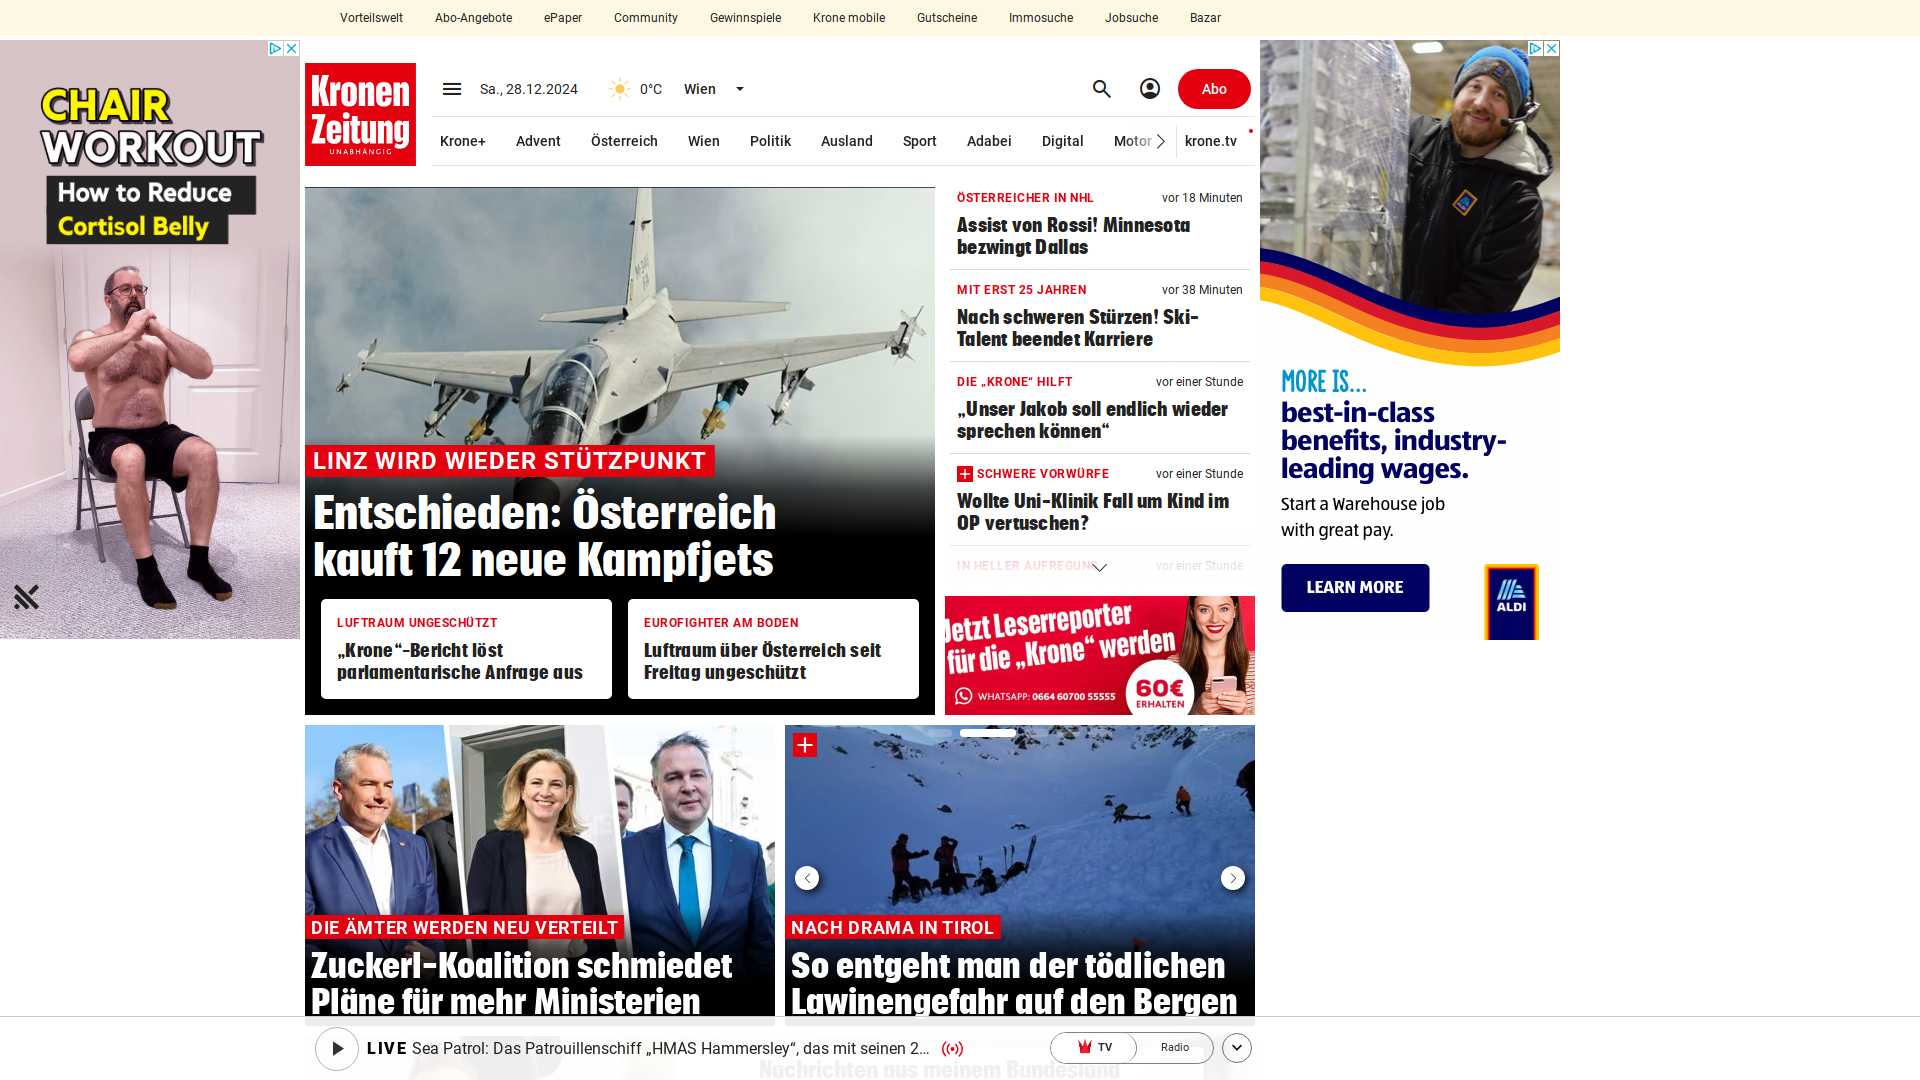 Vorteilswelt Abo-Angebote ePaper Community Gewinnspiele Krone mobile Gutscheine Immosuche Jobsuche Bazar
CHAIR
WORKOUT
How to Reduce
Cortisol Belly
Kronen
Zeitung
UNABHÄNGIG
Sa., 28.12.2024 0°C Wien
Abo
Krone+ Advent Österreich Wien Politik Ausland Sport Adabei Digital Motor krone.tv
LINZ WIRD WIEDER STÜTZPUNKT
Entschieden: Österreich
kauft 12 neue Kampfjets
LUFTRAUM UNGESCHÜTZT
„Krone“-Bericht löst
parlamentarische Anfrage aus
EUROFIGHTER AM BODEN
Luftraum über Österreich seit
Freitag ungeschützt
ÖSTERREICHER IN NHL vor 18 Minuten
Assist von Rossi! Minnesota
bezwingt Dallas
MIT ERST 25 JAHREN vor 38 Minuten
Nach schweren Stürzen! Ski-
Talent beendet Karriere
DIE „KRONE“ HILFT vor einer Stunde
„Unser Jakob soll endlich wieder
sprechen können“
SCHWERE VORWÜRFE vor einer Stunde
Wollte Uni-Klinik Fall um Kind im
OP vertuschen?
IN HELLER AUFREGUNG vor einer Stunde
Jetzt Leserreporter
für die „Krone“ werden
WHATSAPP: 0664 60700 55555
60€
ERHALTEN
MORE IS...
best-in-class
benefits, industry-
leading wages.
Start a Warehouse job
with great pay.
LEARN MORE
ALDI
DIE ÄMTER WERDEN NEU VERTEILT
Zuckerl-Koalition schmiedet
Pläne für mehr Ministerien
NACH DRAMA IN TIROL
So entgeht man der tödlichen
Lawinengefahr auf den Bergen
LIVE Sea Patrol: Das Patrouillenschiff „HMAS Hammersley“, das mit seinen 2...
TV Radio
Nachrichten aus meinem Bundesland